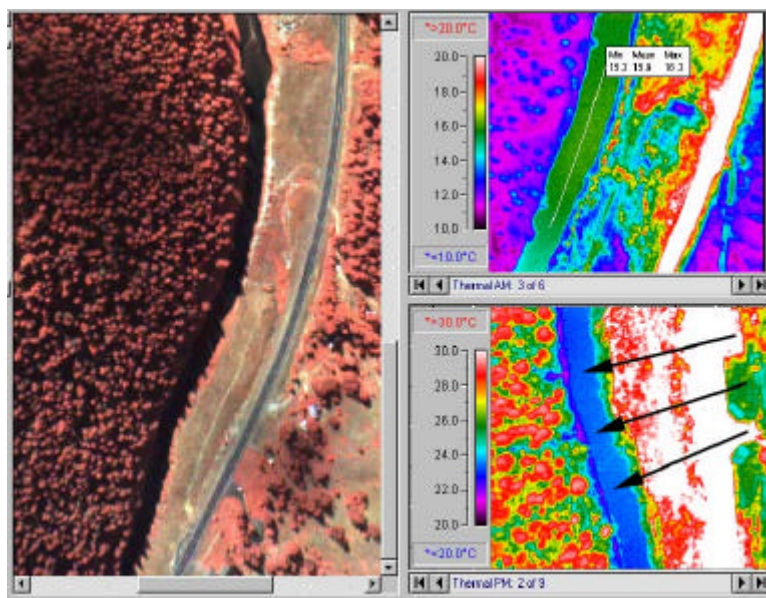 *>20.0°C
20.0
18.0
16.0
14.0
12.0
10.0
*<10.0°C
Min Mean Max
15.3 15.9 16.3
Thermal AM: 3 of 6
*>30.0°C
30.0
28.0
26.0
24.0
22.0
20.0
*<20.0°C
Thermal PM: 2 of 9